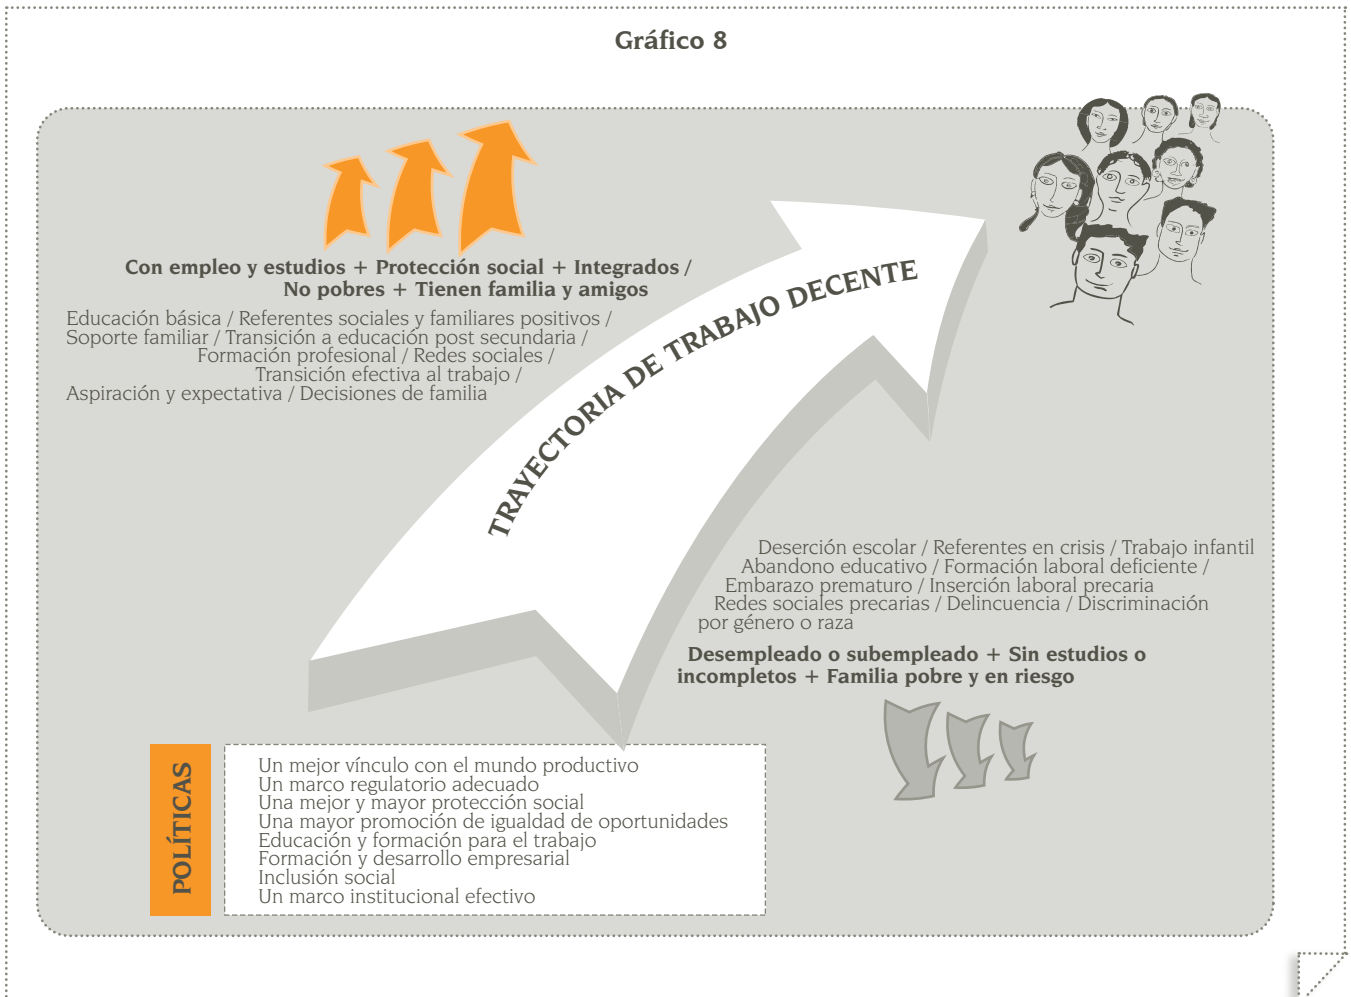 Gráfico 8
Con empleo y estudios + Protección social + Integrados /
No pobres + Tienen familia y amigos
Educación básica / Referentes sociales y familiares positivos /
Soporte familiar / Transición a educación post secundaria /
Formación profesional / Redes sociales /
Transición efectiva al trabajo /
Aspiración y expectativa / Decisiones de familia
TRAYECTORIA DE TRABAJO DECENTE
Deserción escolar / Referentes en crisis / Trabajo infantil
Abandono educativo / Formación laboral deficiente /
Embarazo prematuro / Inserción laboral precaria
Redes sociales precarias / Delincuencia / Discriminación
por género o raza
Desempleado o subempleado + Sin estudios o
incompletos + Familia pobre y en riesgo
POLÍTICAS
Un mejor vínculo con el mundo productivo
Un marco regulatorio adecuado
Una mejor y mayor protección social
Una mayor promoción de igualdad de oportunidades
Educación y formación para el trabajo
Formación y desarrollo empresarial
Inclusión social
Un marco institucional efectivo